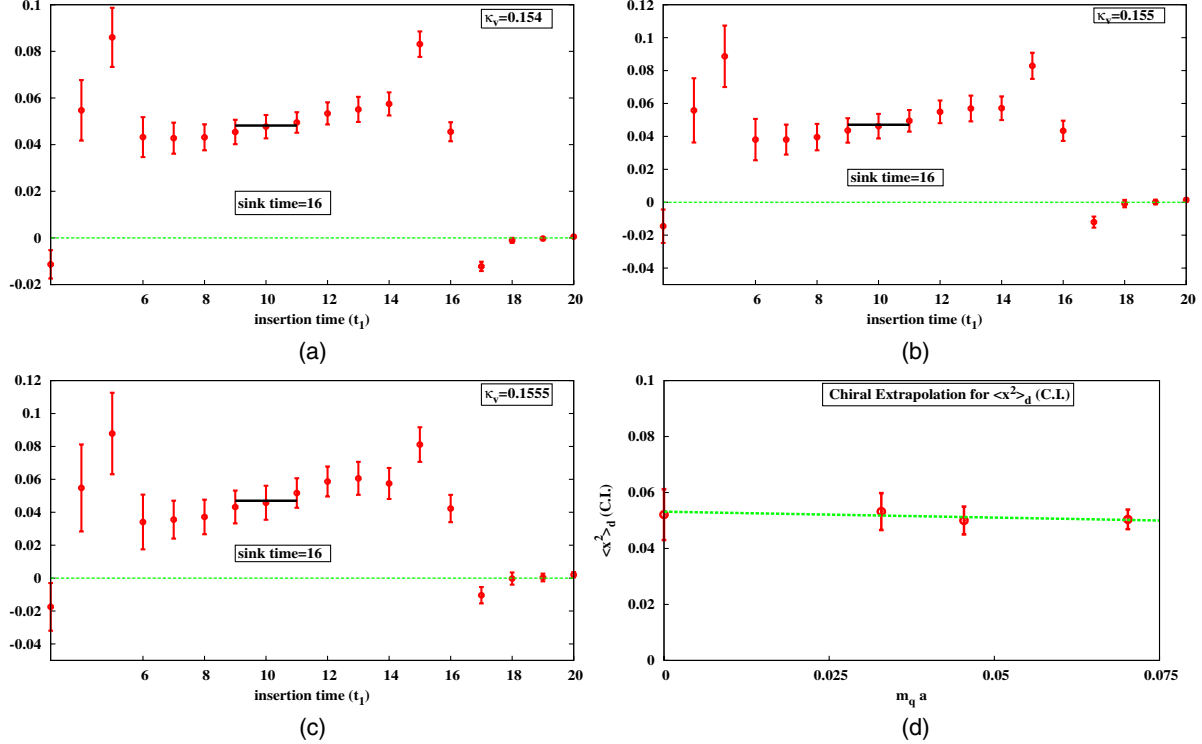 0.1
0.08
0.06
0.04
0.02
0
-0.02
κv=0.154
sink time=16
6 8 10 12 14 16 18 20
insertion time (t1)
(a)
0.12
0.1
0.08
0.06
0.04
0.02
0
-0.02
-0.04
κv=0.155
sink time=16
6 8 10 12 14 16 18 20
insertion time (t1)
(b)
0.12
0.1
0.08
0.06
0.04
0.02
0
-0.02
-0.04
κv=0.1555
sink time=16
6 8 10 12 14 16 18 20
insertion time (t1)
(c)
0.1
0.08
0.06
0.04
0.02
0
<x²>d (C.I.)
Chiral Extrapolation for <x²>d (C.I.)
0 0.025 0.05 0.075
mq a
(d)